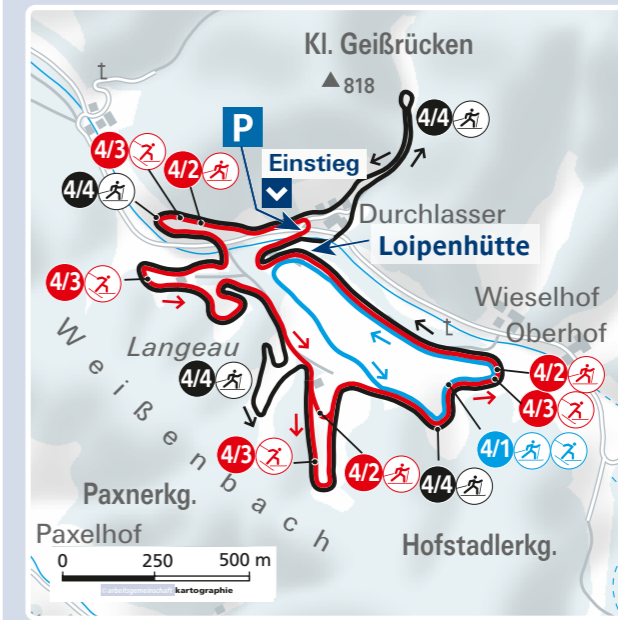 Kl. Geißrücken
t
818
4/4
P
4/3
4/2
Einstieg
4/4
Durchlasser
Loipenhütte
4/3
Wieselhof
t
Oberhof
Langeau
4/4
4/2
4/3
Weißenbach
4/1
4/3
4/2
4/4
Paxnerkg.
Paxelhof
Hofstadlerkg.
0 250 500 m
©arbeitsgemeinschaft kartographie